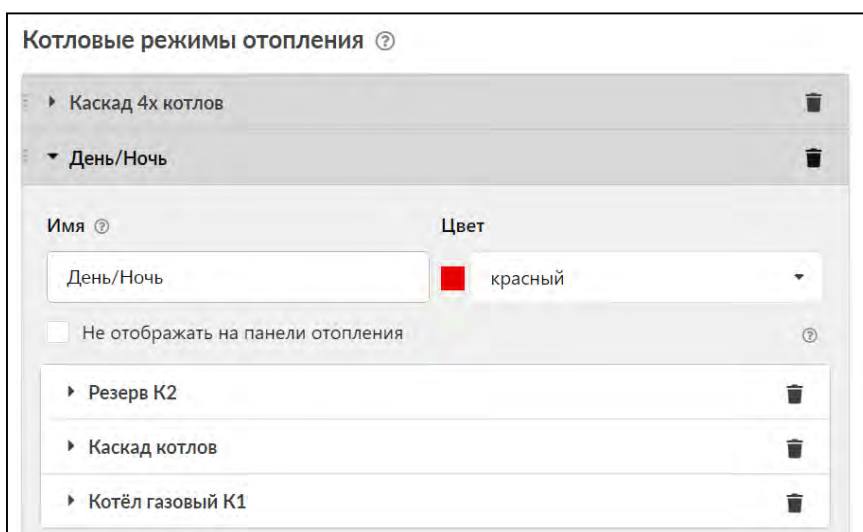 Котловые режимы отопления ?
Каскад 4х котлов
День/Ночь
Имя ? Цвет
День/Ночь красный
Не отображать на панели отопления ?
Резерв К2
Каскад котлов
Котёл газовый К1